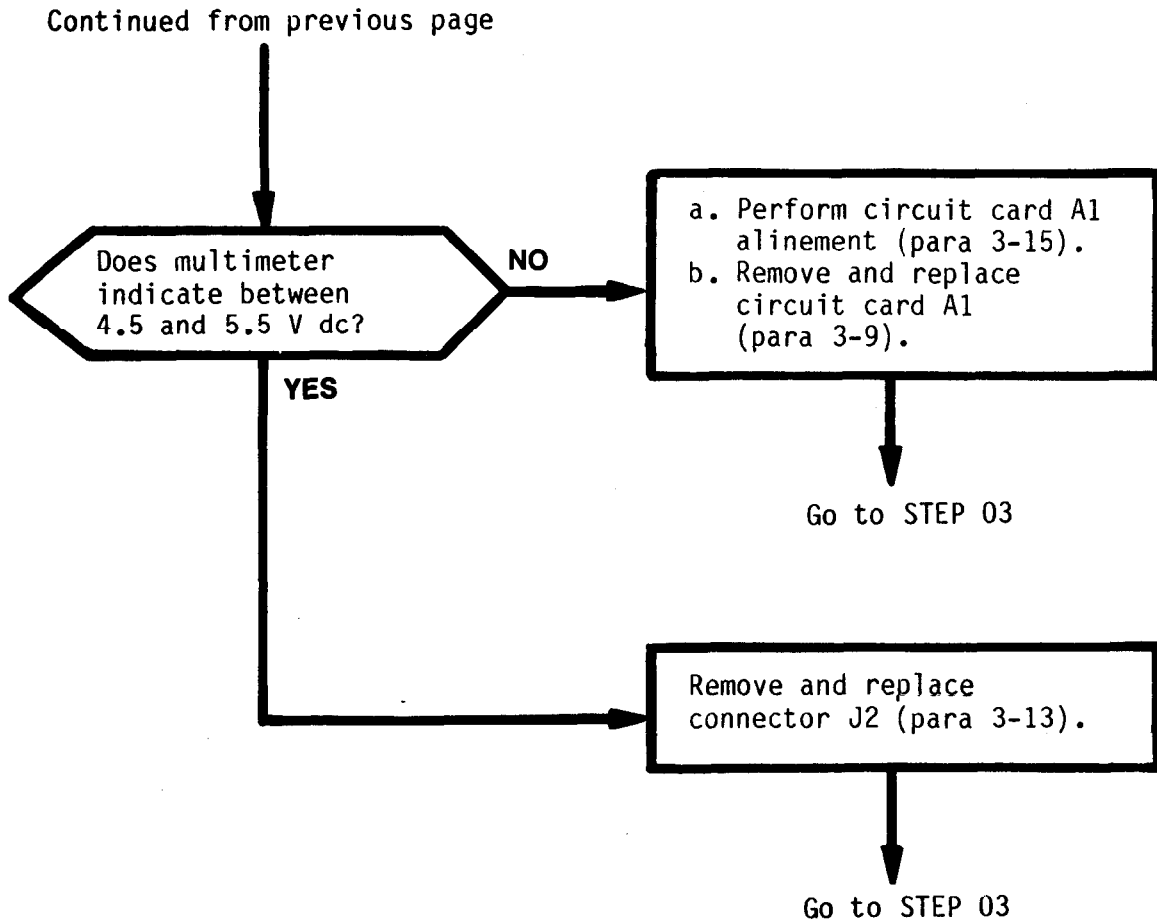 Continued from previous page
Does multimeter
indicate between
4.5 and 5.5 V dc?
NO
a. Perform circuit card A1
alinement (para 3-15).
b. Remove and replace
circuit card A1
(para 3-9).
Go to STEP 03
YES
Remove and replace
connector J2 (para 3-13).
Go to STEP 03